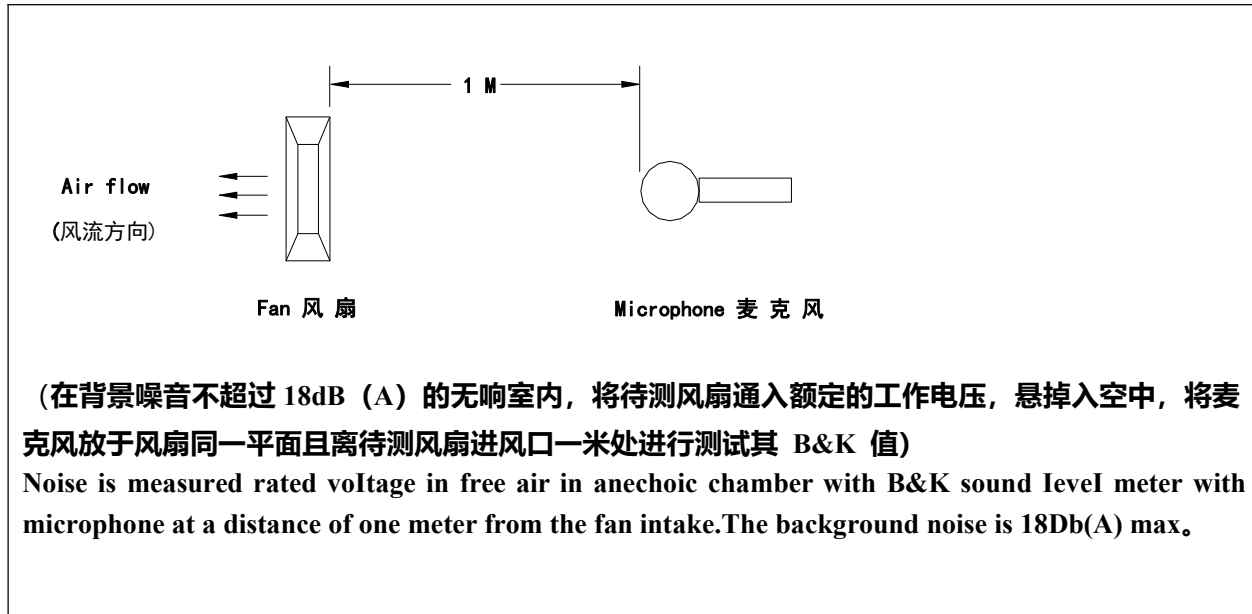 1 M
Air flow
(风流方向)
Fan 风 扇
Microphone 麦 克 风
（在背景噪音不超过 18dB（A）的无响室内，将待测风扇通入额定的工作电压，悬掉入空中，将麦
克风放于风扇同一平面且离待测风扇进风口一米处进行测试其 B&K 值）
Noise is measured rated voItage in free air in anechoic chamber with B&K sound IeveI meter with
microphone at a distance of one meter from the fan intake.The background noise is 18Db(A) max。